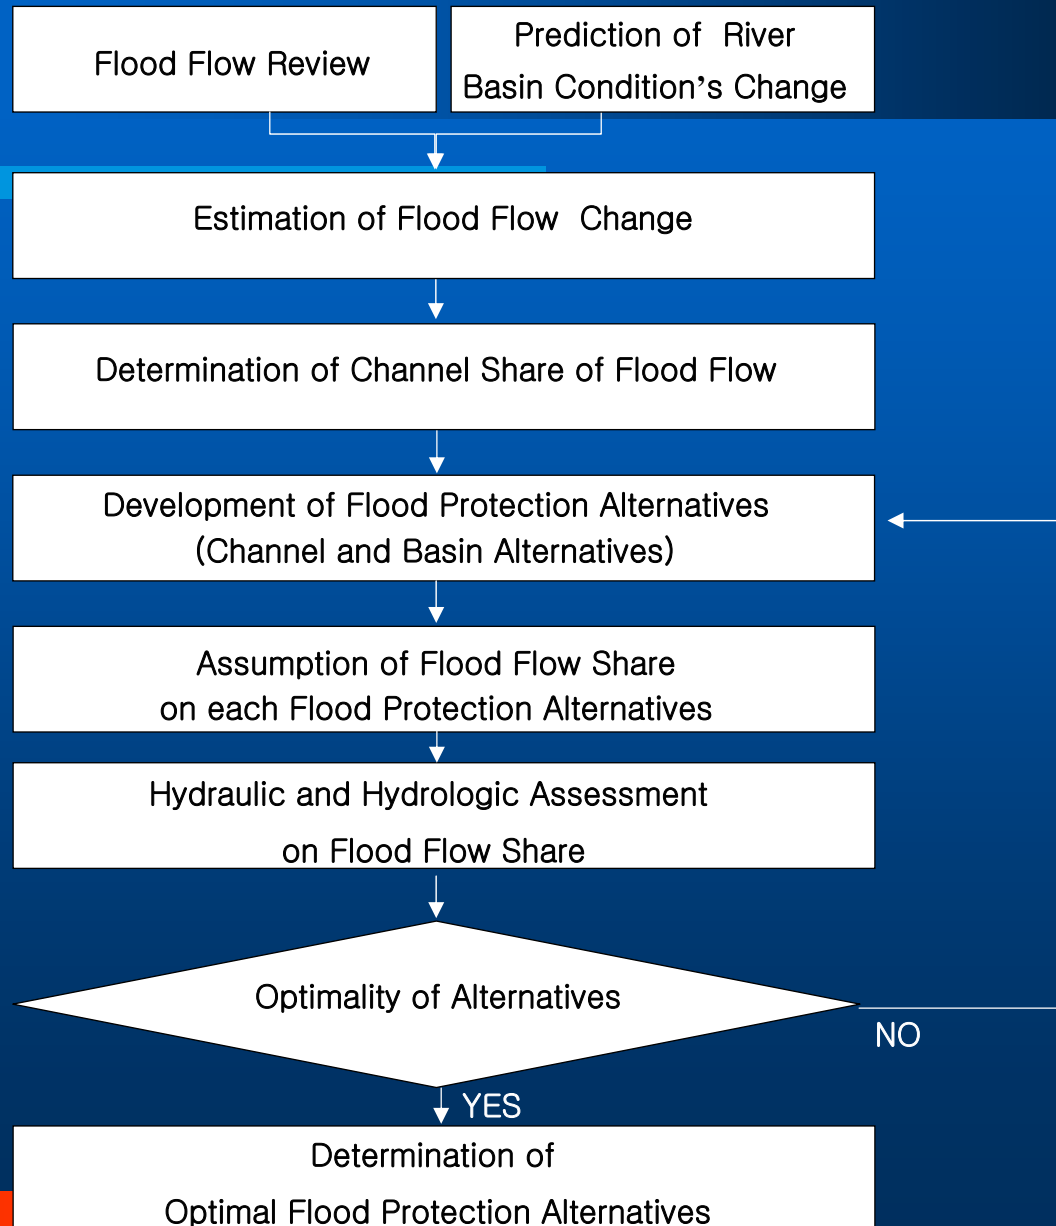 Flood Flow Review
Prediction of River
Basin Condition’s Change
Estimation of Flood Flow Change
Determination of Channel Share of Flood Flow
Development of Flood Protection Alternatives
(Channel and Basin Alternatives)
Assumption of Flood Flow Share
on each Flood Protection Alternatives
Hydraulic and Hydrologic Assessment
on Flood Flow Share
Optimality of Alternatives
NO
YES
Determination of
Optimal Flood Protection Alternatives